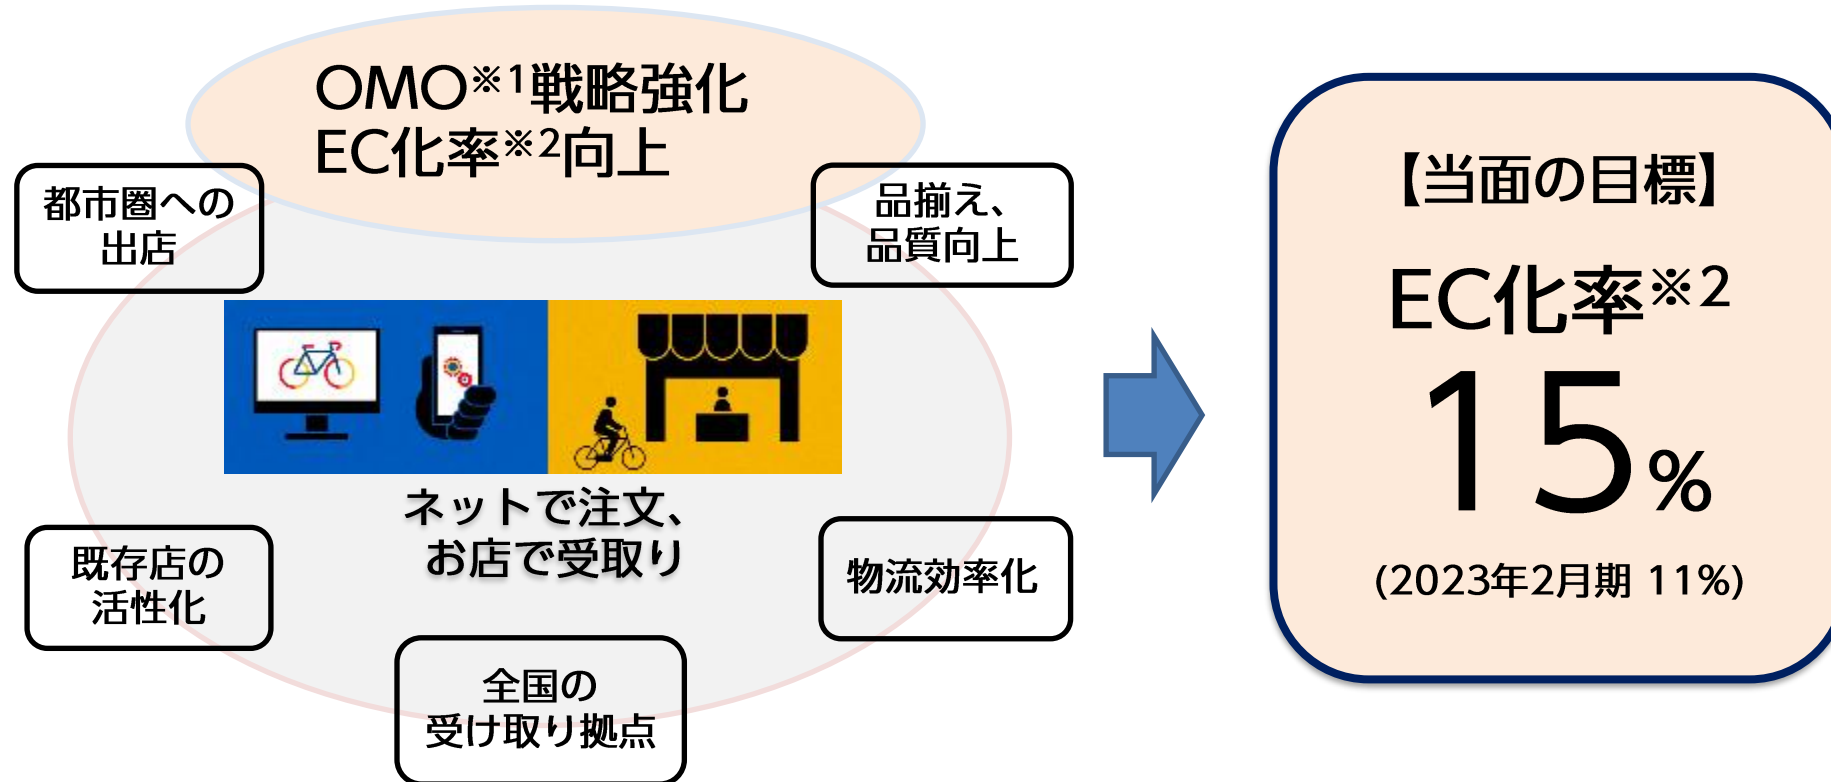 OMO※1戦略強化
EC化率※2向上
都市圏への
出店
品揃え、
品質向上
ネットで注文、
お店で受取り
既存店の
活性化
物流効率化
全国の
受け取り拠点
【当面の目標】
EC化率※2
15%
(2023年2月期 11%)